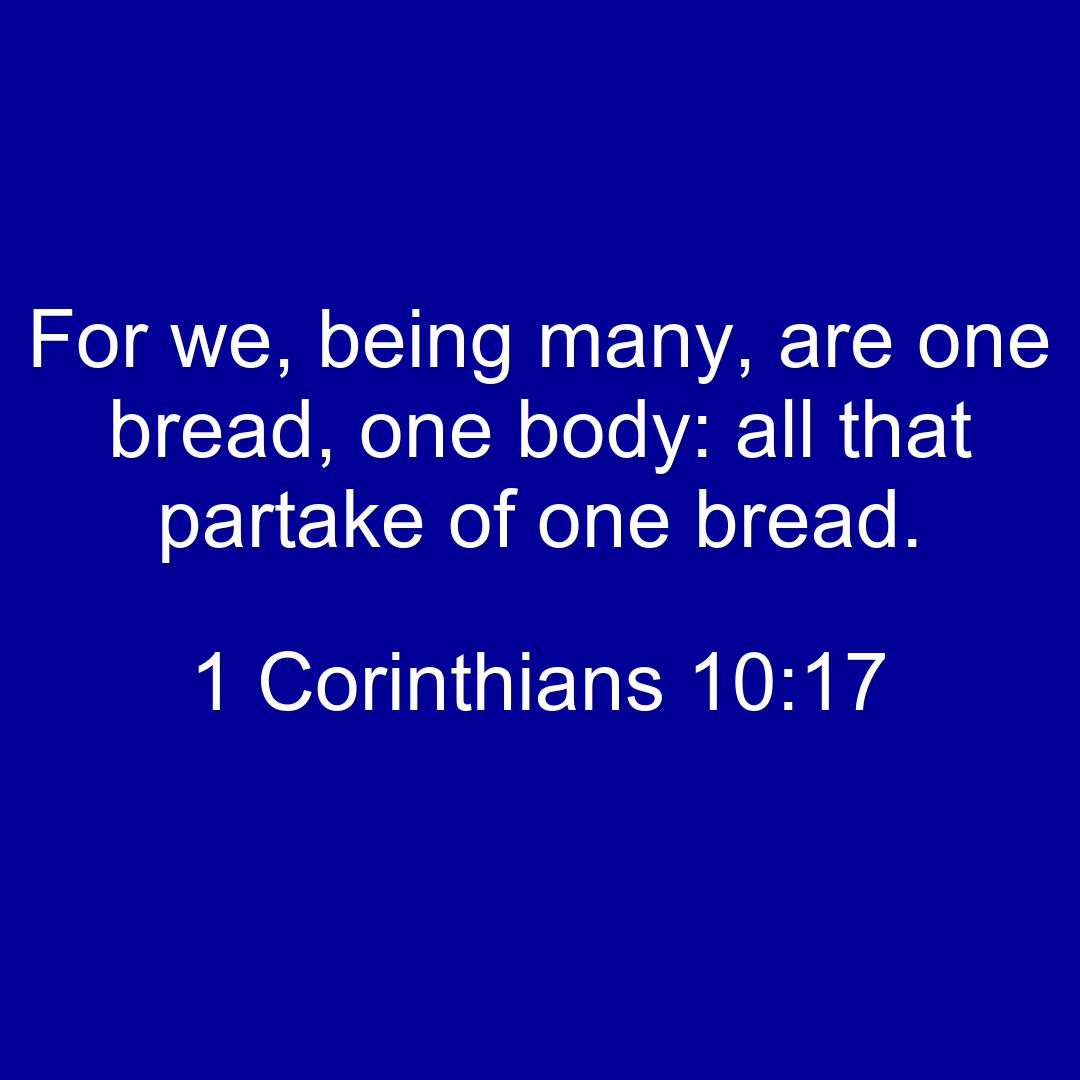 For we, being many, are one
bread, one body: all that
partake of one bread.
1 Corinthians 10:17